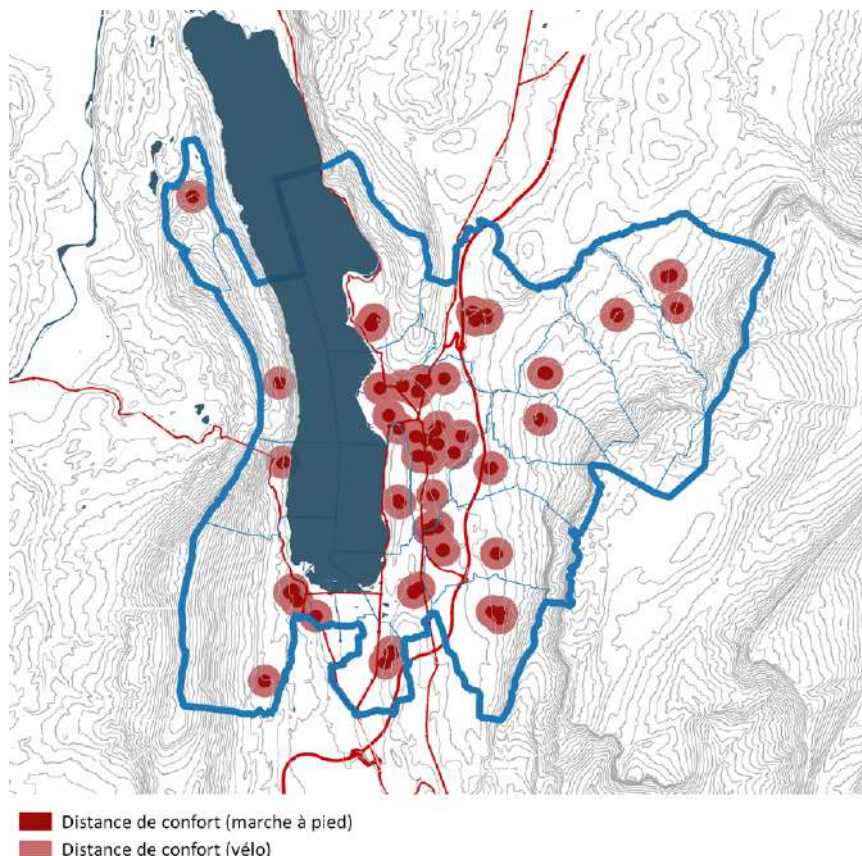 Distance de confort (marche à pied)
Distance de confort (vélo)